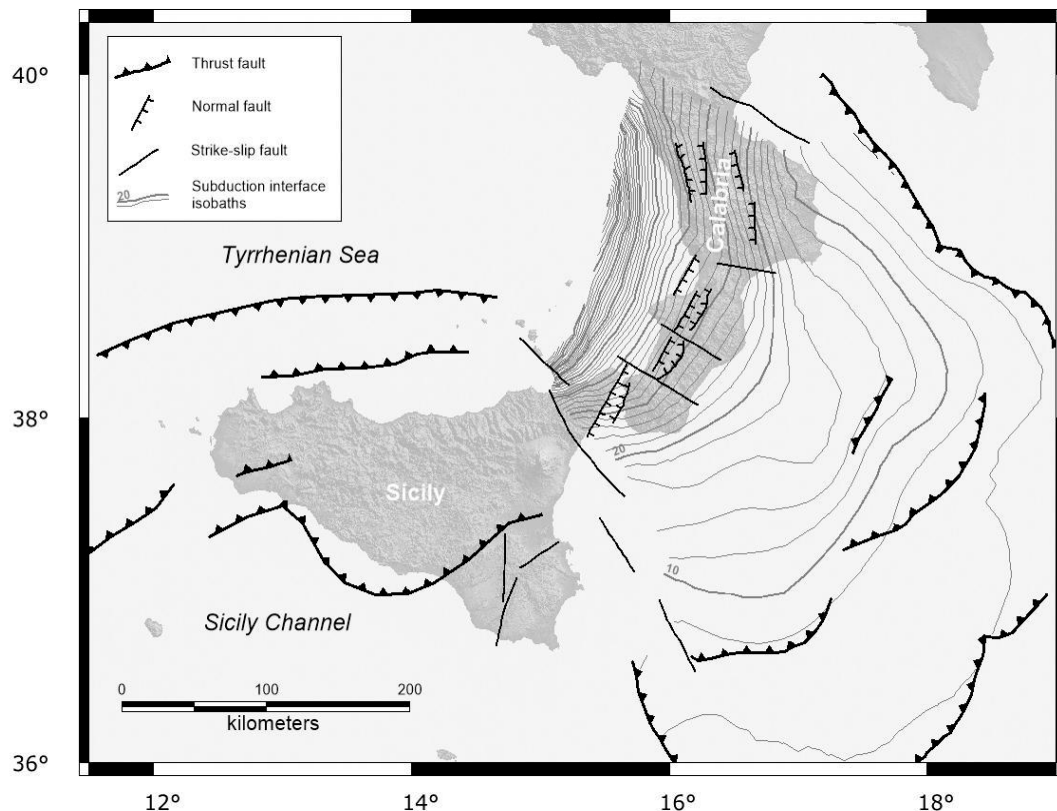 40°
38°
36°
Thrust fault
Normal fault
Strike-slip fault
20
Subduction interface
isobaths
Tyrrhenian Sea
Calabria
20
Sicily
10
Sicily Channel
0 100 200
kilometers
12° 14° 16° 18°